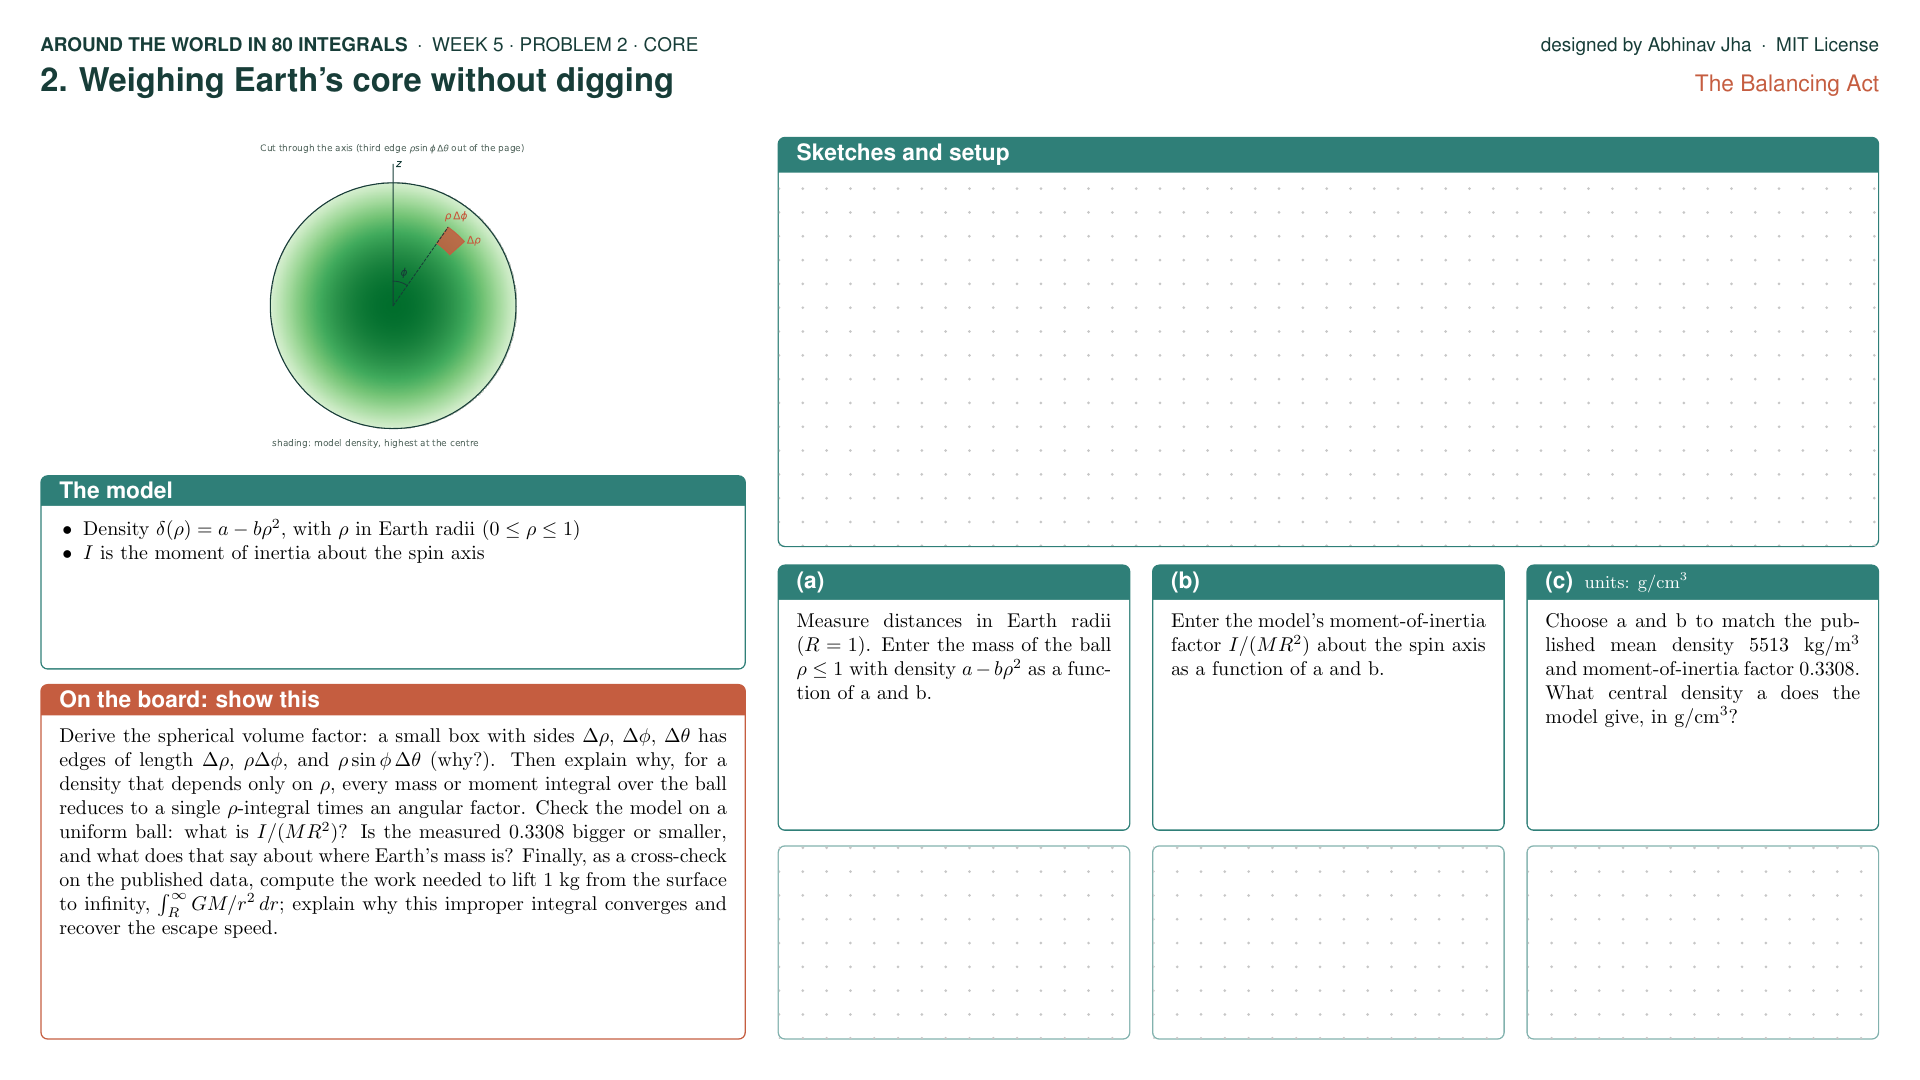 AROUND THE WORLD IN 80 INTEGRALS · WEEK 5 · PROBLEM 2 · CORE
designed by Abhinav Jha · MIT License
2. Weighing Earth’s core without digging
The Balancing Act
Cut through the axis (third edge ρsin ϕ Δθ out of the page)
z
ρ Δϕ
Δρ
ϕ
shading: model density, highest at the centre
The model
• Density δ(ρ) = a − bρ², with ρ in Earth radii (0 ≤ ρ ≤ 1)
• I is the moment of inertia about the spin axis
On the board: show this
Derive the spherical volume factor: a small box with sides Δρ, Δϕ, Δθ has
edges of length Δρ, ρΔϕ, and ρ sin ϕ Δθ (why?). Then explain why, for a
density that depends only on ρ, every mass or moment integral over the ball
reduces to a single ρ-integral times an angular factor. Check the model on a
uniform ball: what is I/(MR²)? Is the measured 0.3308 bigger or smaller,
and what does that say about where Earth’s mass is? Finally, as a cross-check
on the published data, compute the work needed to lift 1 kg from the surface
to infinity, ∫_R^∞ GM/r² dr; explain why this improper integral converges and
recover the escape speed.
Sketches and setup
(a)
Measure distances in Earth radii
(R = 1). Enter the mass of the ball
ρ ≤ 1 with density a − bρ² as a func-
tion of a and b.
(b)
Enter the model’s moment-of-inertia
factor I/(MR²) about the spin axis
as a function of a and b.
(c) units: g/cm³
Choose a and b to match the pub-
lished mean density 5513 kg/m³
and moment-of-inertia factor 0.3308.
What central density a does the
model give, in g/cm³?